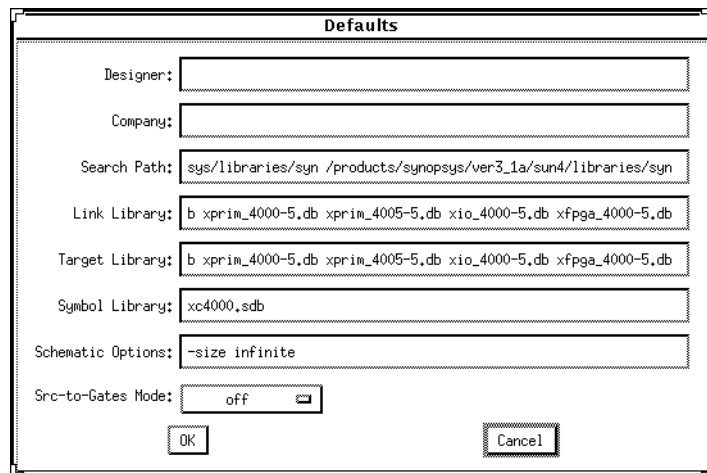 Defaults
Designer:
Company:
Search Path: sys/libraries/syn /products/synopsys/ver3_1a/sun4/libraries/syn
Link Library: b xprim_4000-5.db xprim_4005-5.db xio_4000-5.db xfpga_4000-5.db
Target Library: b xprim_4000-5.db xprim_4005-5.db xio_4000-5.db xfpga_4000-5.db
Symbol Library: xc4000.sdb
Schematic Options: -size infinite
Src-to-Gates Mode: off
OK Cancel